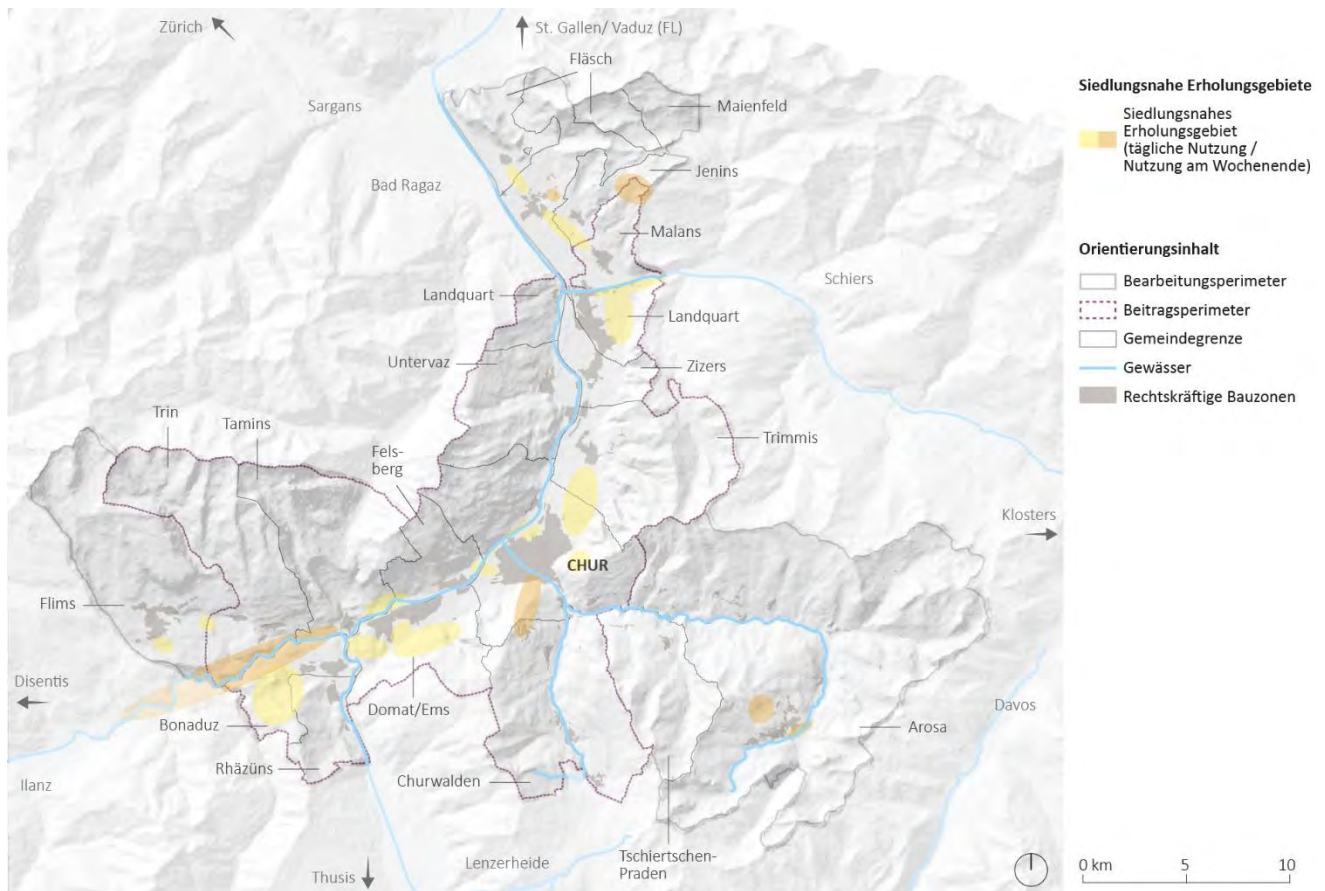 Zürich
St. Gallen/ Vaduz (FL)
Fläsch
Sargans
Maienfeld
Bad Ragaz
Jenins
Malans
Schiers
Landquart
Landquart
Untervaz
Zizers
Trin
Tamins
Trimmis
Fels-
berg
Klosters
CHUR
Flims
Disentis
Domat/Ems
Davos
Bonaduz
Arosa
Rhäzüns
Churwalden
Ilanz
Tschiertschen-
Praden
Lenzerheide
Thusis
Siedlungsnahe Erholungsgebiete
Siedlungsnahes
Erholungsgebiet
(tägliche Nutzung /
Nutzung am Wochenende)
Orientierungsinhalt
Bearbeitungsperimeter
Beitragsperimeter
Gemeindegrenze
Gewässer
Rechtskräftige Bauzonen
0 km 5 10